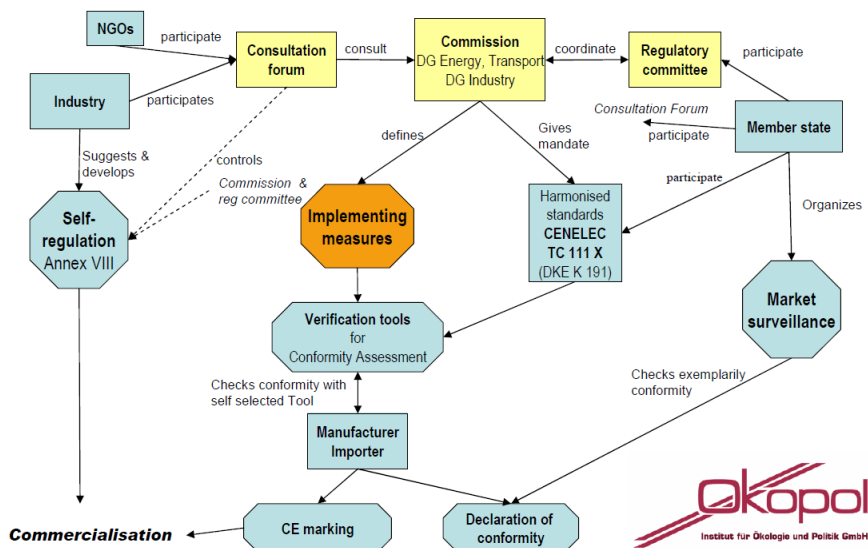 NGOs
participate
Consultation
forum
consult
Commission
DG Energy, Transport
DG Industry
coordinate
Regulatory
committee
participate
Industry
participates
Consultation Forum
participate
Member state
Suggests &
develops
controls
Commission &
reg committee
defines
Gives
mandate
participate
Organizes
Self-
regulation
Annex VIII
Implementing
measures
Harmonised
standards
CENELEC
TC 111 X
(DKE K 191)
Market
surveillance
Verification tools
for
Conformity Assessment
Checks conformity with
self selected Tool
Checks exemplarily
conformity
Manufacturer
Importer
CE marking
Declaration of
conformity
Commercialisation
Ökopol
Institut für Ökologie und Politik GmbH